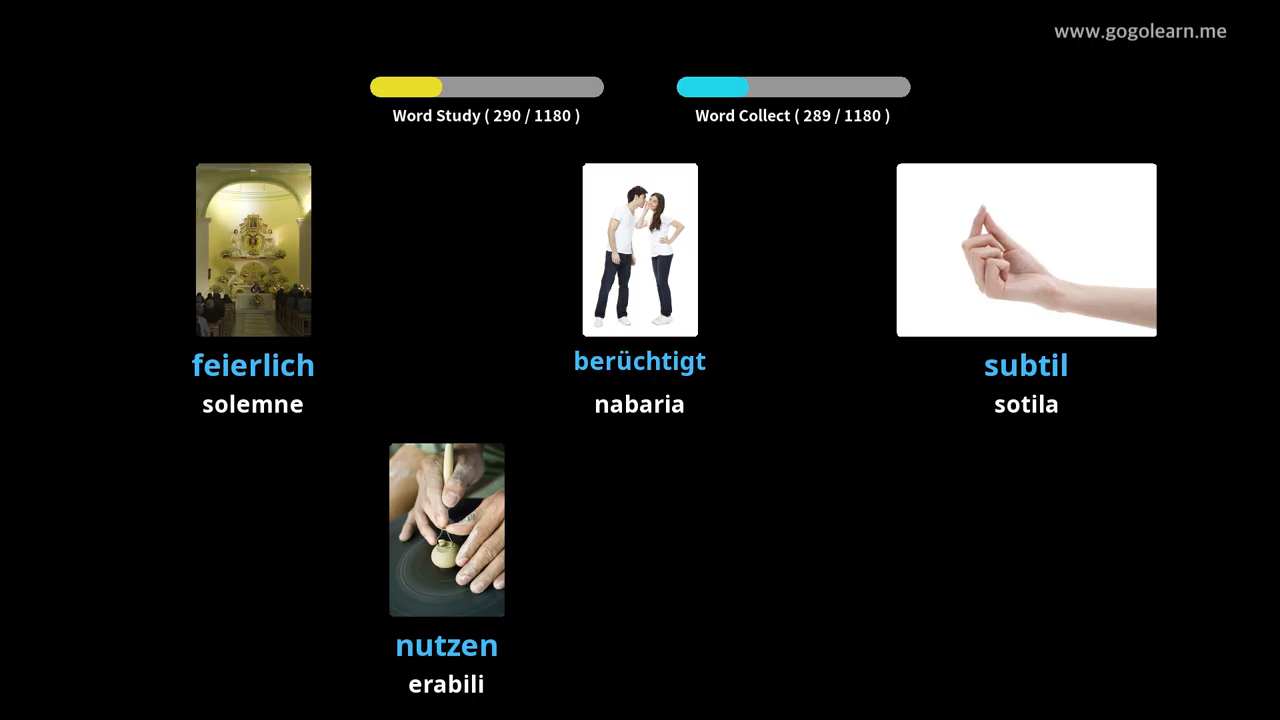 www.gogolearn.me
Word Study ( 290 / 1180 )
Word Collect ( 289 / 1180 )
feierlich
solemne
berüchtigt
nabaria
subtil
sotila
nutzen
erabili